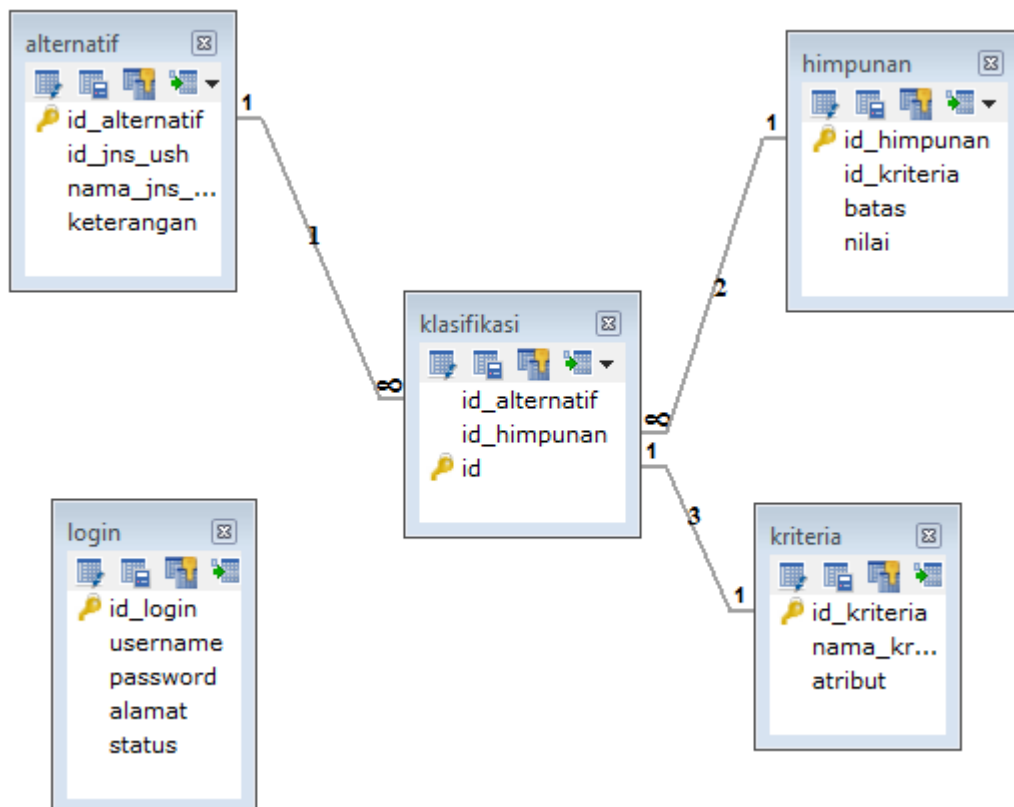 alternatif
id_alternatif
id_jns_ush
nama_jns_...
keterangan
himpunan
id_himpunan
id_kriteria
batas
nilai
1
1
1
2
klasifikasi
id_alternatif
id_himpunan
id
∞
∞
1
3
1
login
id_login
username
password
alamat
status
kriteria
id_kriteria
nama_kr...
atribut